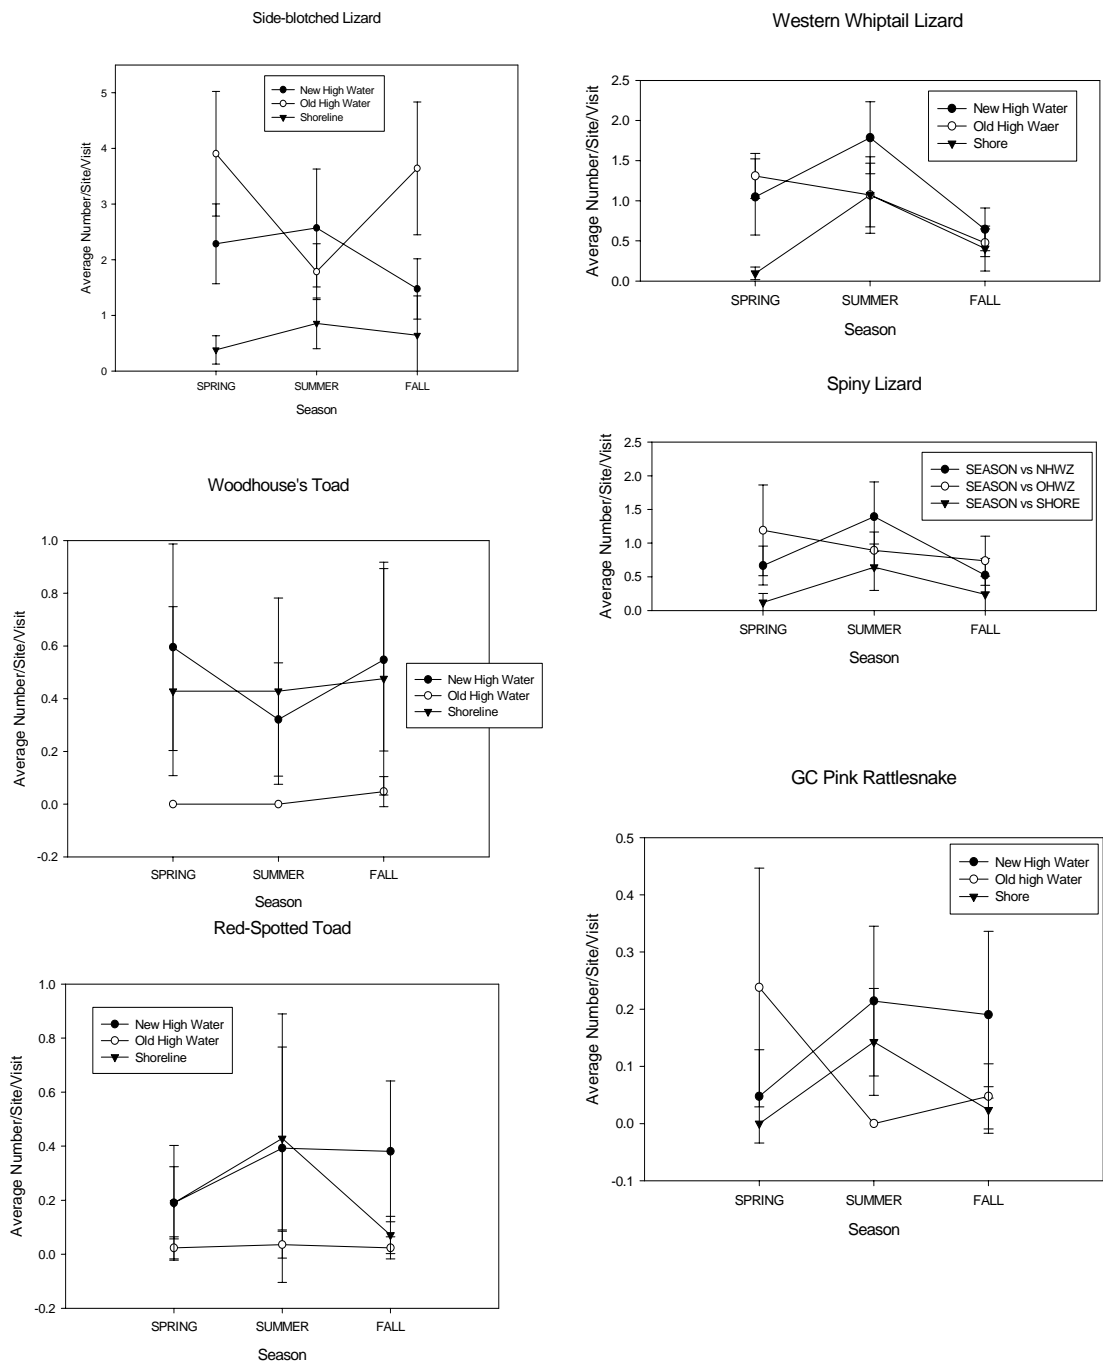 Side-blotched Lizard
Average Number/Site/Visit
5
4
3
2
1
0
New High Water
Old High Water
Shoreline
SPRING SUMMER FALL
Season
Western Whiptail Lizard
Average Number/Site/Visit
2.5
2.0
1.5
1.0
0.5
0.0
New High Water
Old High Waer
Shore
SPRING SUMMER FALL
Season
Spiny Lizard
Average Number/Site/Visit
2.5
2.0
1.5
1.0
0.5
0.0
SEASON vs NHWZ
SEASON vs OHWZ
SEASON vs SHORE
SPRING SUMMER FALL
Season
Woodhouse's Toad
Average Number/Site/Visit
1.0
0.8
0.6
0.4
0.2
0.0
-0.2
New High Water
Old High Water
Shoreline
SPRING SUMMER FALL
Season
GC Pink Rattlesnake
Average Number/Site/Visit
0.5
0.4
0.3
0.2
0.1
0.0
-0.1
New High Water
Old high Water
Shore
SPRING SUMMER FALL
Season
Red-Spotted Toad
Average Number/Site/Visit
1.0
0.8
0.6
0.4
0.2
0.0
-0.2
New High Water
Old High Water
Shoreline
SPRING SUMMER FALL
Season